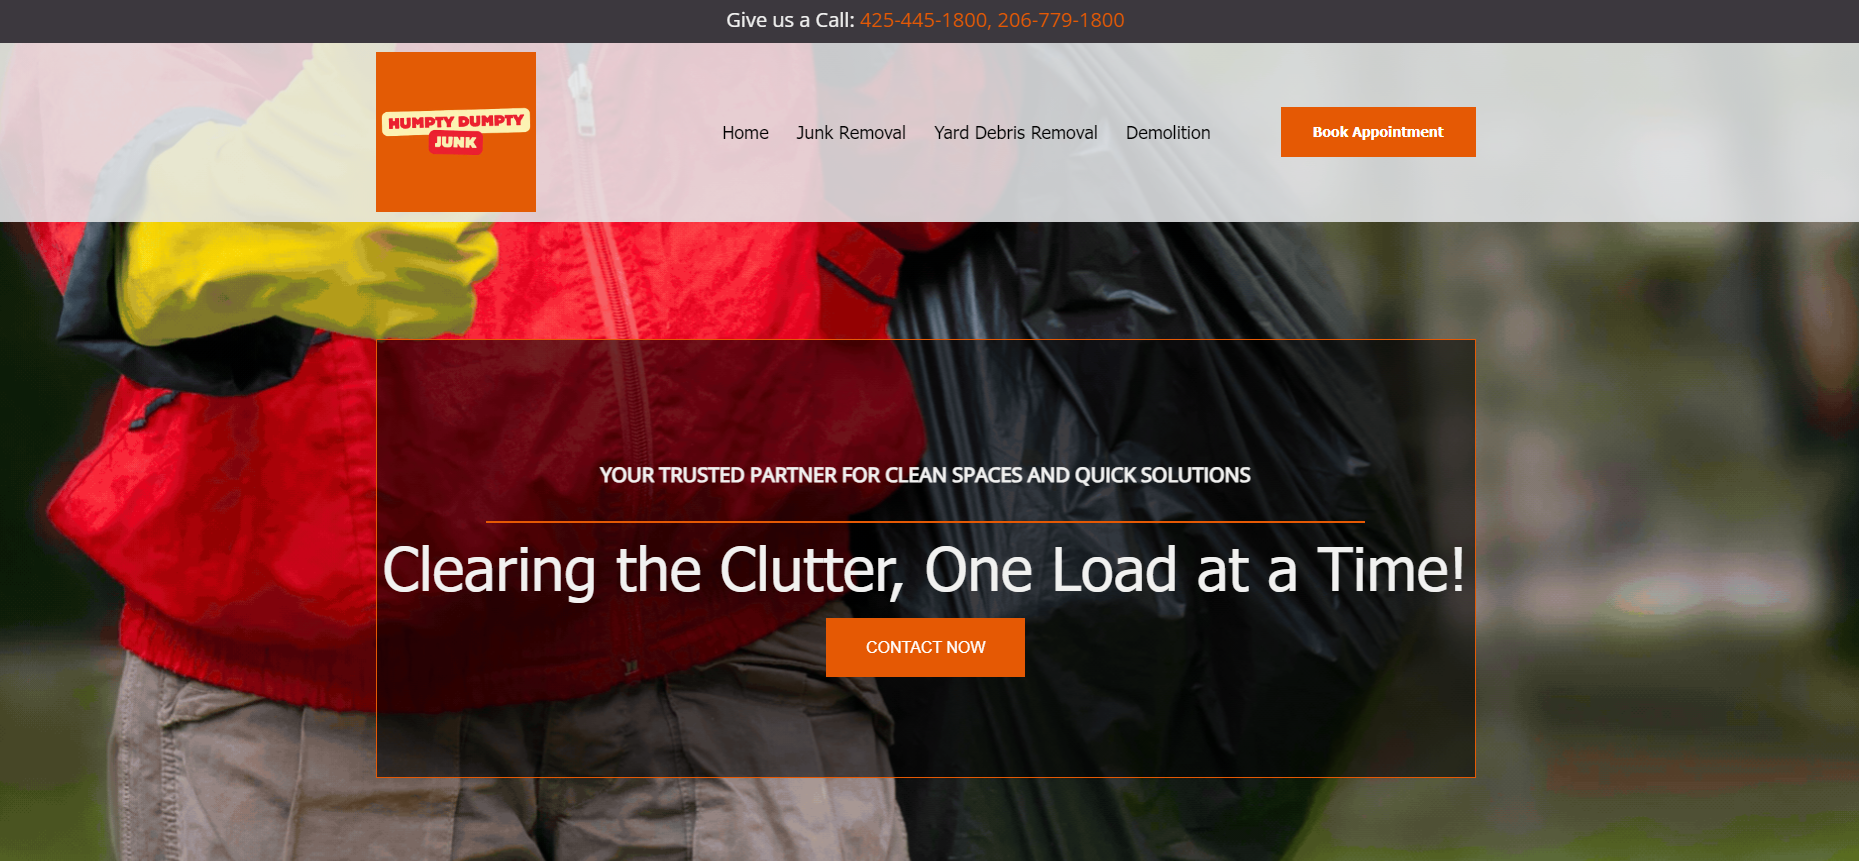 Give us a Call: 425-445-1800, 206-779-1800
HUMPTY DUMPTY
JUNK
Home Junk Removal Yard Debris Removal Demolition
Book Appointment
YOUR TRUSTED PARTNER FOR CLEAN SPACES AND QUICK SOLUTIONS
Clearing the Clutter, One Load at a Time!
CONTACT NOW